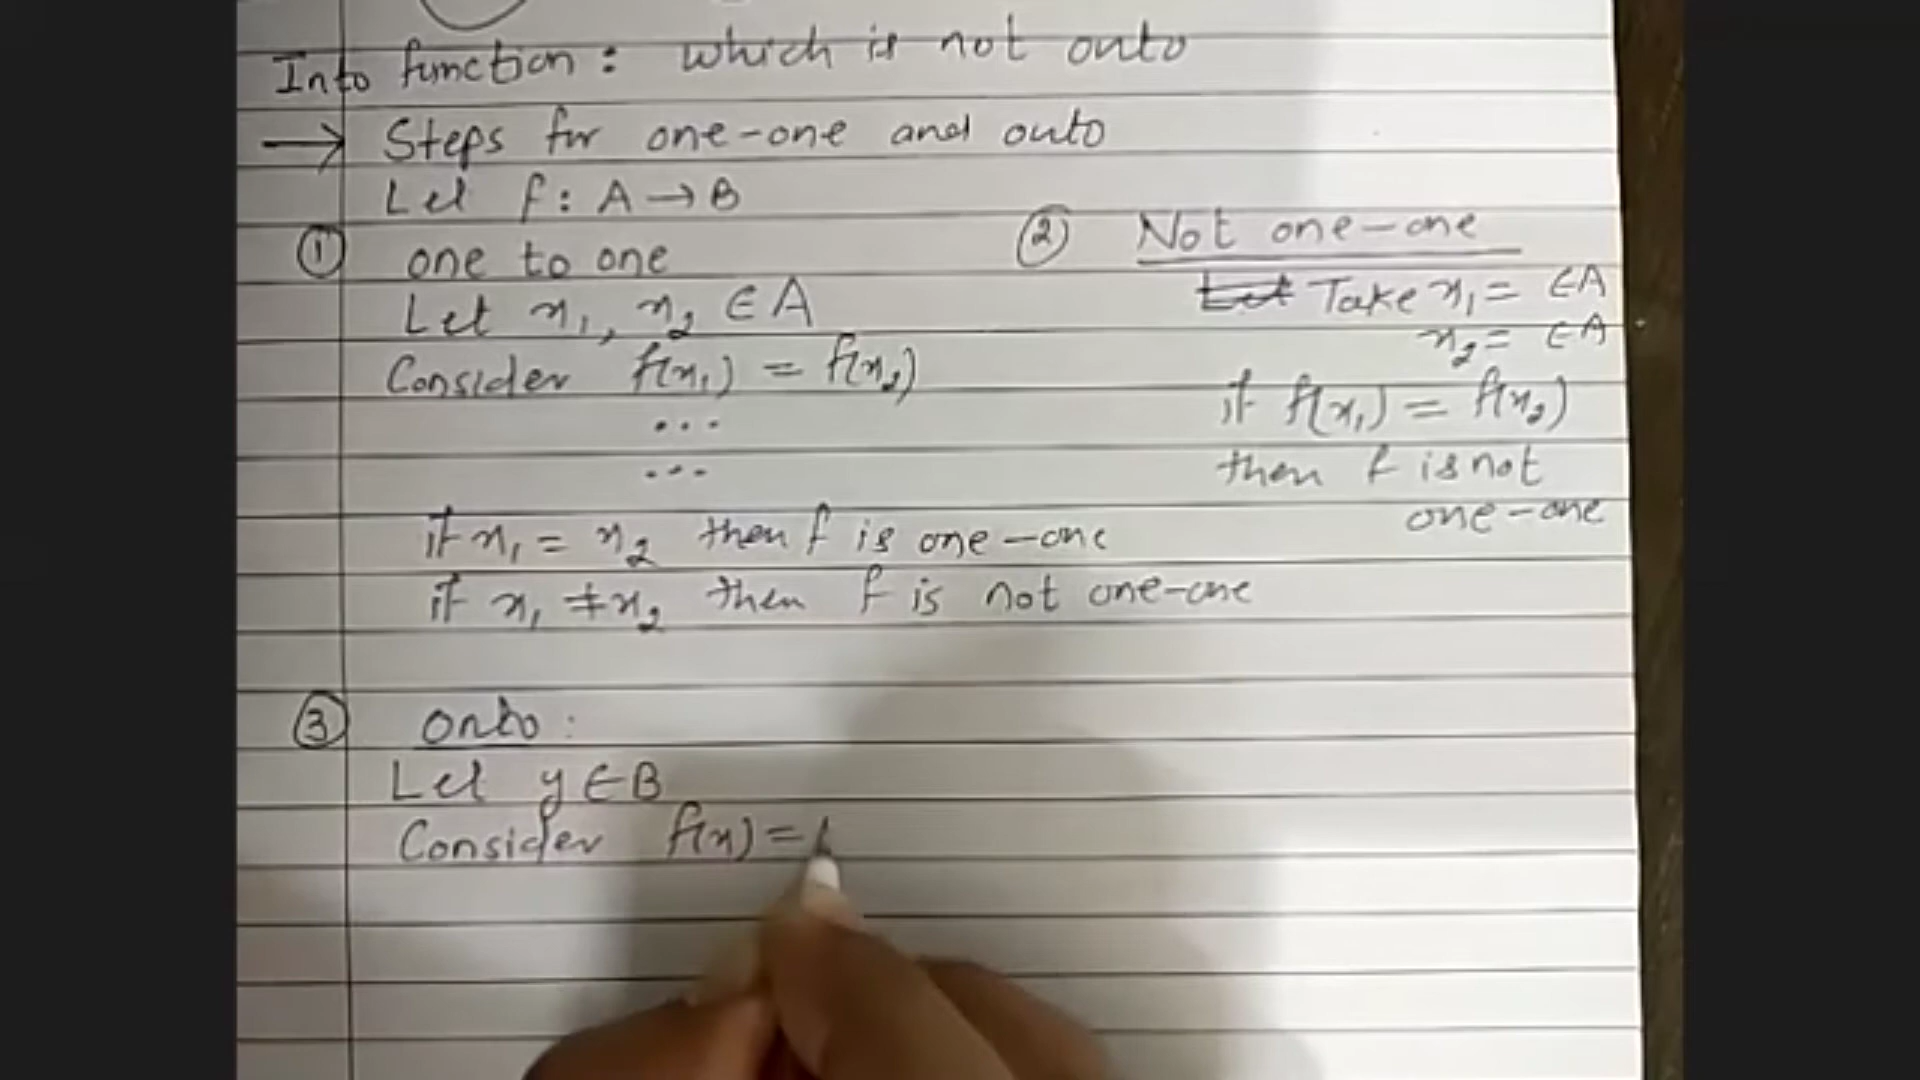 Into function: which is not onto
→ Steps for one-one and onto
Let f: A → B
① one to one
Let x₁, x₂ ∈ A
Consider f(x₁) = f(x₂)
...
...
if x₁ = x₂ then f is one-one
if x₁ ≠ x₂ then f is not one-one
② Not one-one
~~Let~~ Take x₁ = ∈A
x₂ = ∈A
if f(x₁) = f(x₂)
then f is not
one-one
③ onto:
Let y ∈ B
Consider f(x) =